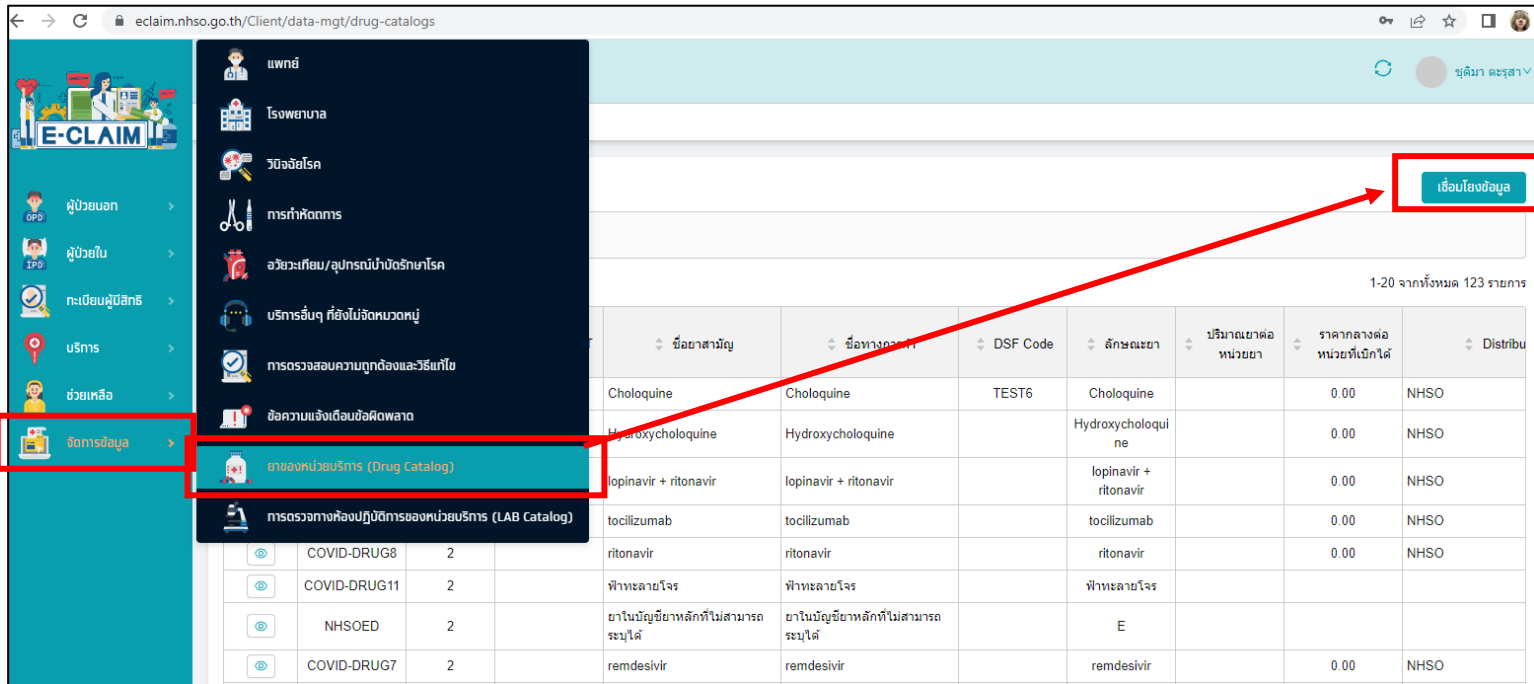 eclaim.nhso.go.th/Client/data-mgt/drug-catalogs
ชุติมา ตะรุสา
E-CLAIM
OPD
ผู้ป่วยนอก
IPD
ผู้ป่วยใน
ทะเบียนผู้มีสิทธิ
บริการ
ช่วยเหลือ
จัดการข้อมูล
แพทย์
โรงพยาบาล
วินิจฉัยโรค
การทำหัตถการ
อวัยวะเทียม/อุปกรณ์บำบัดรักษาโรค
บริการอื่นๆ ที่ยังไม่จัดหมวดหมู่
การตรวจสอบความถูกต้องและวิธีแก้ไข
ข้อความแจ้งเตือนข้อผิดพลาด
ยาของหน่วยบริการ (Drug Catalog)
การตรวจทางห้องปฏิบัติการของหน่วยบริการ (LAB Catalog)
เชื่อมโยงข้อมูล
1-20 จากทั้งหมด 123 รายการ
ชื่อยาสามัญ ชื่อทางการค้า DSF Code ลักษณะยา ปริมาณยาต่อ ราคากลางต่อ Distribu
หน่วยยา หน่วยที่เบิกได้
Choloquine Choloquine TEST6 Choloquine 0.00 NHSO
Hydroxycholoquine Hydroxycholoquine Hydroxycholoqui 0.00 NHSO
ne
lopinavir + ritonavir lopinavir + ritonavir lopinavir + 0.00 NHSO
ritonavir
tocilizumab tocilizumab tocilizumab 0.00 NHSO
COVID-DRUG8 2 ritonavir ritonavir ritonavir 0.00 NHSO
COVID-DRUG11 2 ฟ้าทะลายโจร ฟ้าทะลายโจร ฟ้าทะลายโจร
NHSOED 2 ยาในบัญชียาหลักที่ไม่สามารถ ยาในบัญชียาหลักที่ไม่สามารถ E
ระบุได้ ระบุได้
COVID-DRUG7 2 remdesivir remdesivir remdesivir 0.00 NHSO